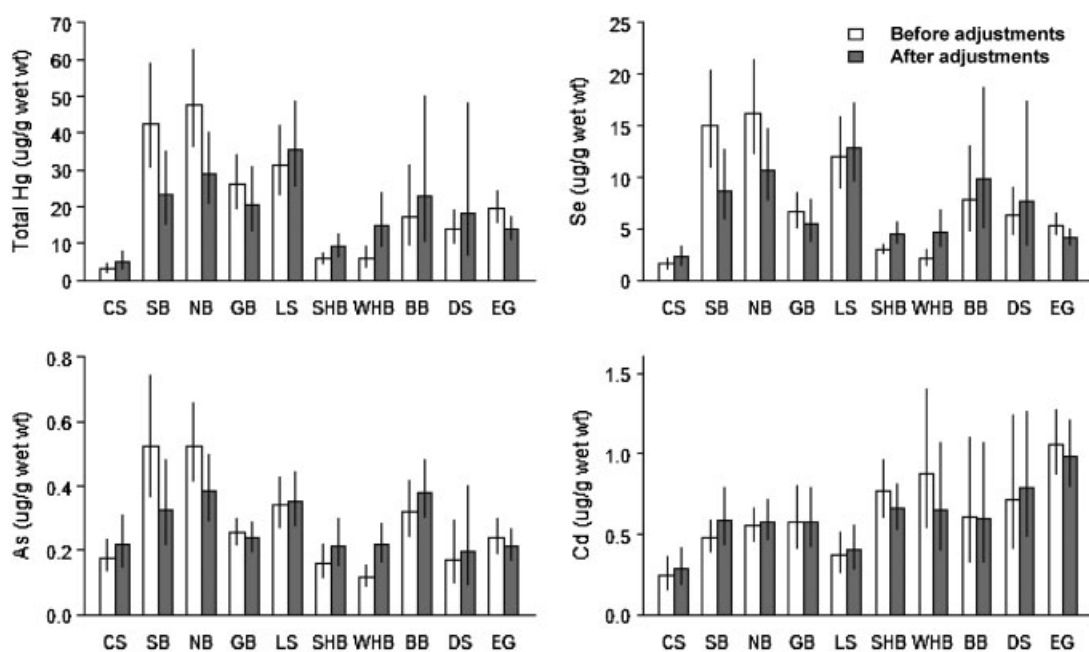 Total Hg (ug/g wet wt)
70
60
50
40
30
20
10
0
CS SB NB GB LS SHB WHB BB DS EG
Se (ug/g wet wt)
25
20
15
10
5
0
Before adjustments
After adjustments
CS SB NB GB LS SHB WHB BB DS EG
As (ug/g wet wt)
0.8
0.6
0.4
0.2
0.0
CS SB NB GB LS SHB WHB BB DS EG
Cd (ug/g wet wt)
1.5
1.0
0.5
0.0
CS SB NB GB LS SHB WHB BB DS EG